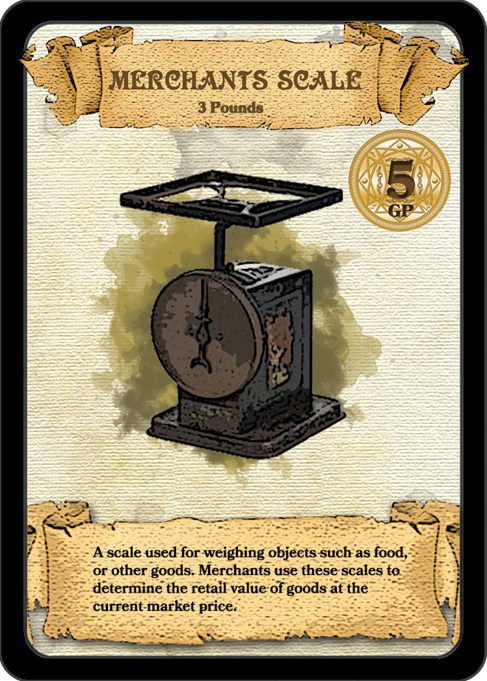 MERCHANTS SCALE
3 Pounds
5
GP
A scale used for weighing objects such as food,
or other goods. Merchants use these scales to
determine the retail value of goods at the
current market price.